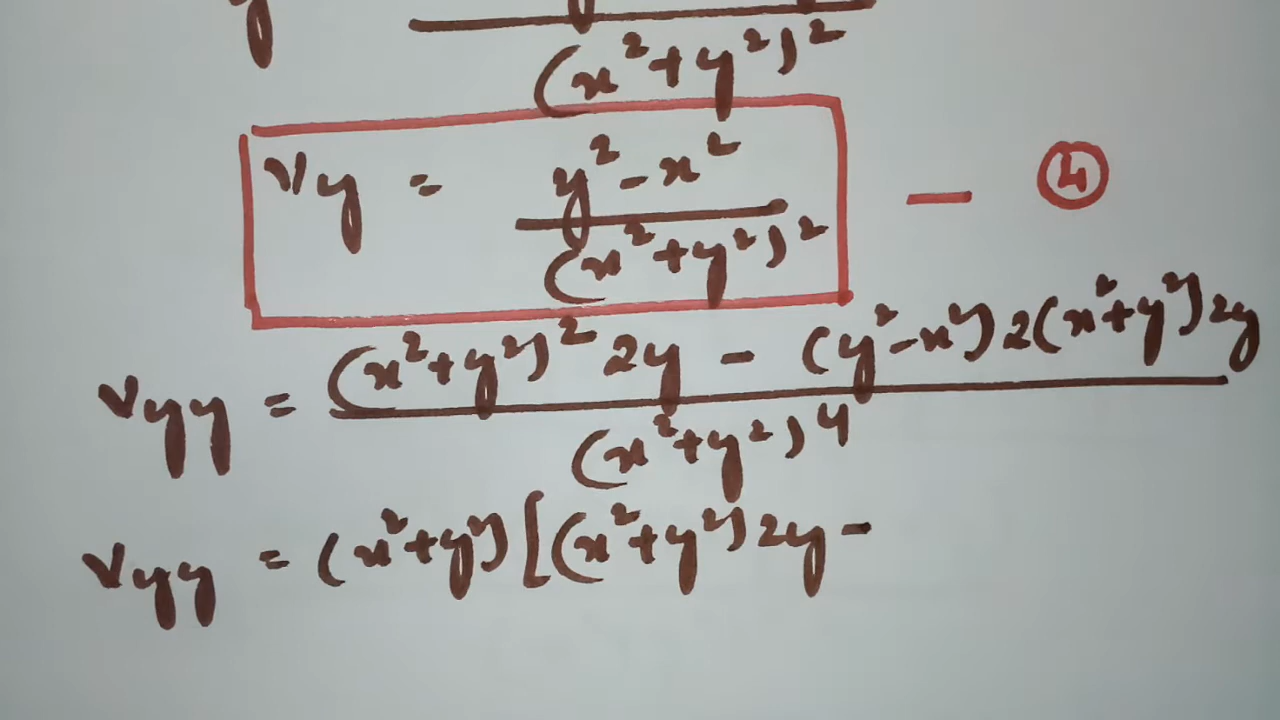 y
(x²+y²)²
vy = y²-x² / (x²+y²)² — ④
vyy = (x²+y²)² 2y - (y²-x²) 2(x²+y²) 2y / (x²+y²)⁴
vyy = (x²+y²) [(x²+y²) 2y -